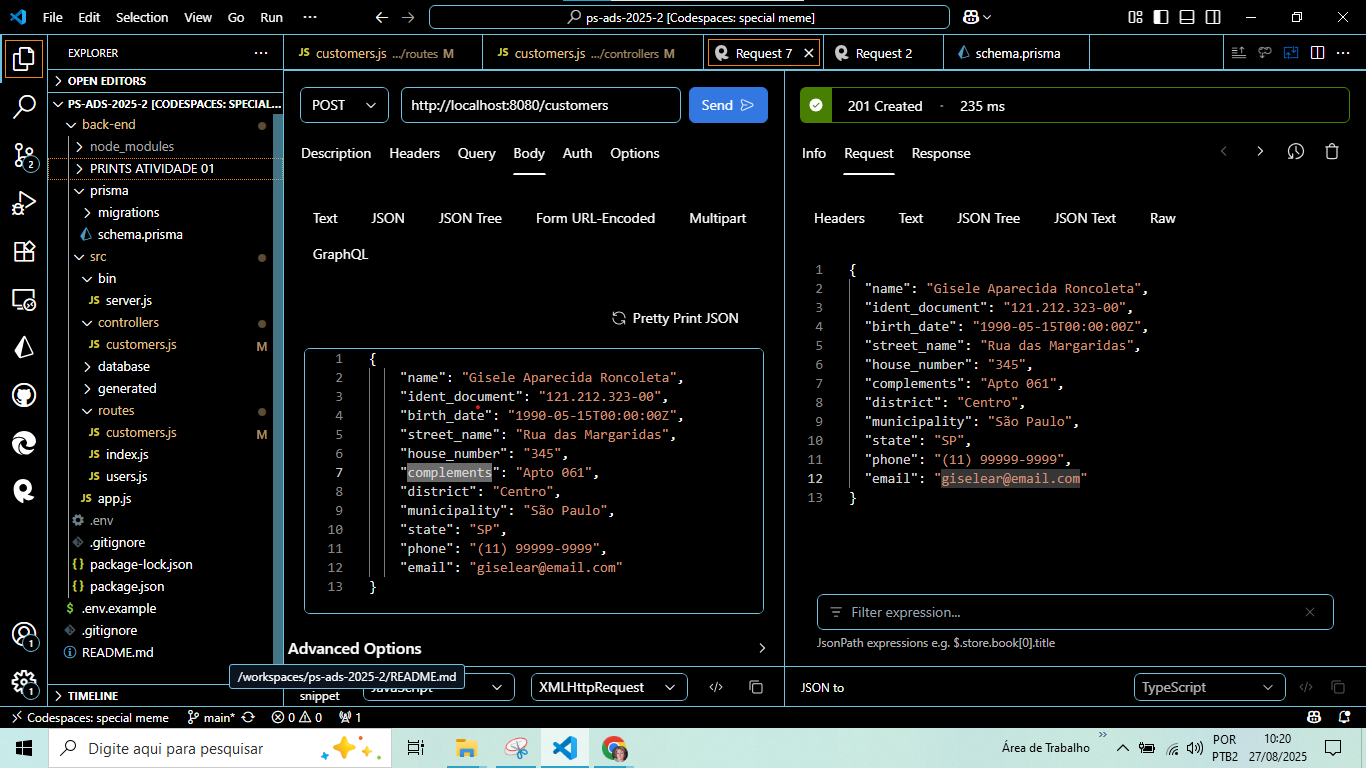 File Edit Selection View Go Run ···
ps-ads-2025-2 [Codespaces: special meme]
EXPLORER ···
OPEN EDITORS
PS-ADS-2025-2 [CODESPACES: SPECIAL...
back-end
node_modules
PRINTS ATIVIDADE 01
prisma
migrations
schema.prisma
src
bin
JS server.js
controllers
JS customers.js M
database
generated
routes
JS customers.js M
JS index.js
JS users.js
JS app.js
.env
.gitignore
{} package-lock.json
{} package.json
$ .env.example
.gitignore
README.md
TIMELINE
/workspaces/ps-ads-2025-2/README.md
JS customers.js .../routes M
JS customers.js .../controllers M
Request 7
Request 2
schema.prisma
POST
http://localhost:8080/customers
Send
Description Headers Query Body Auth Options
Text JSON JSON Tree Form URL-Encoded Multipart
GraphQL
Pretty Print JSON
1 {
2 "name": "Gisele Aparecida Roncoleta",
3 "ident_document": "121.212.323-00",
4 "birth_date": "1990-05-15T00:00:00Z",
5 "street_name": "Rua das Margaridas",
6 "house_number": "345",
7 "complements": "Apto 061",
8 "district": "Centro",
9 "municipality": "São Paulo",
10 "state": "SP",
11 "phone": "(11) 99999-9999",
12 "email": "giselear@email.com"
13 }
Advanced Options
snippet
XMLHttpRequest
201 Created · 235 ms
Info Request Response
Headers Text JSON Tree JSON Text Raw
1 {
2 "name": "Gisele Aparecida Roncoleta",
3 "ident_document": "121.212.323-00",
4 "birth_date": "1990-05-15T00:00:00Z",
5 "street_name": "Rua das Margaridas",
6 "house_number": "345",
7 "complements": "Apto 061",
8 "district": "Centro",
9 "municipality": "São Paulo",
10 "state": "SP",
11 "phone": "(11) 99999-9999",
12 "email": "giselear@email.com"
13 }
Filter expression...
JsonPath expressions e.g. $.store.book[0].title
JSON to
TypeScript
Codespaces: special meme main* 0 0 1
Digite aqui para pesquisar
Área de Trabalho
POR
PTB2
10:20
27/08/2025
2
1
1